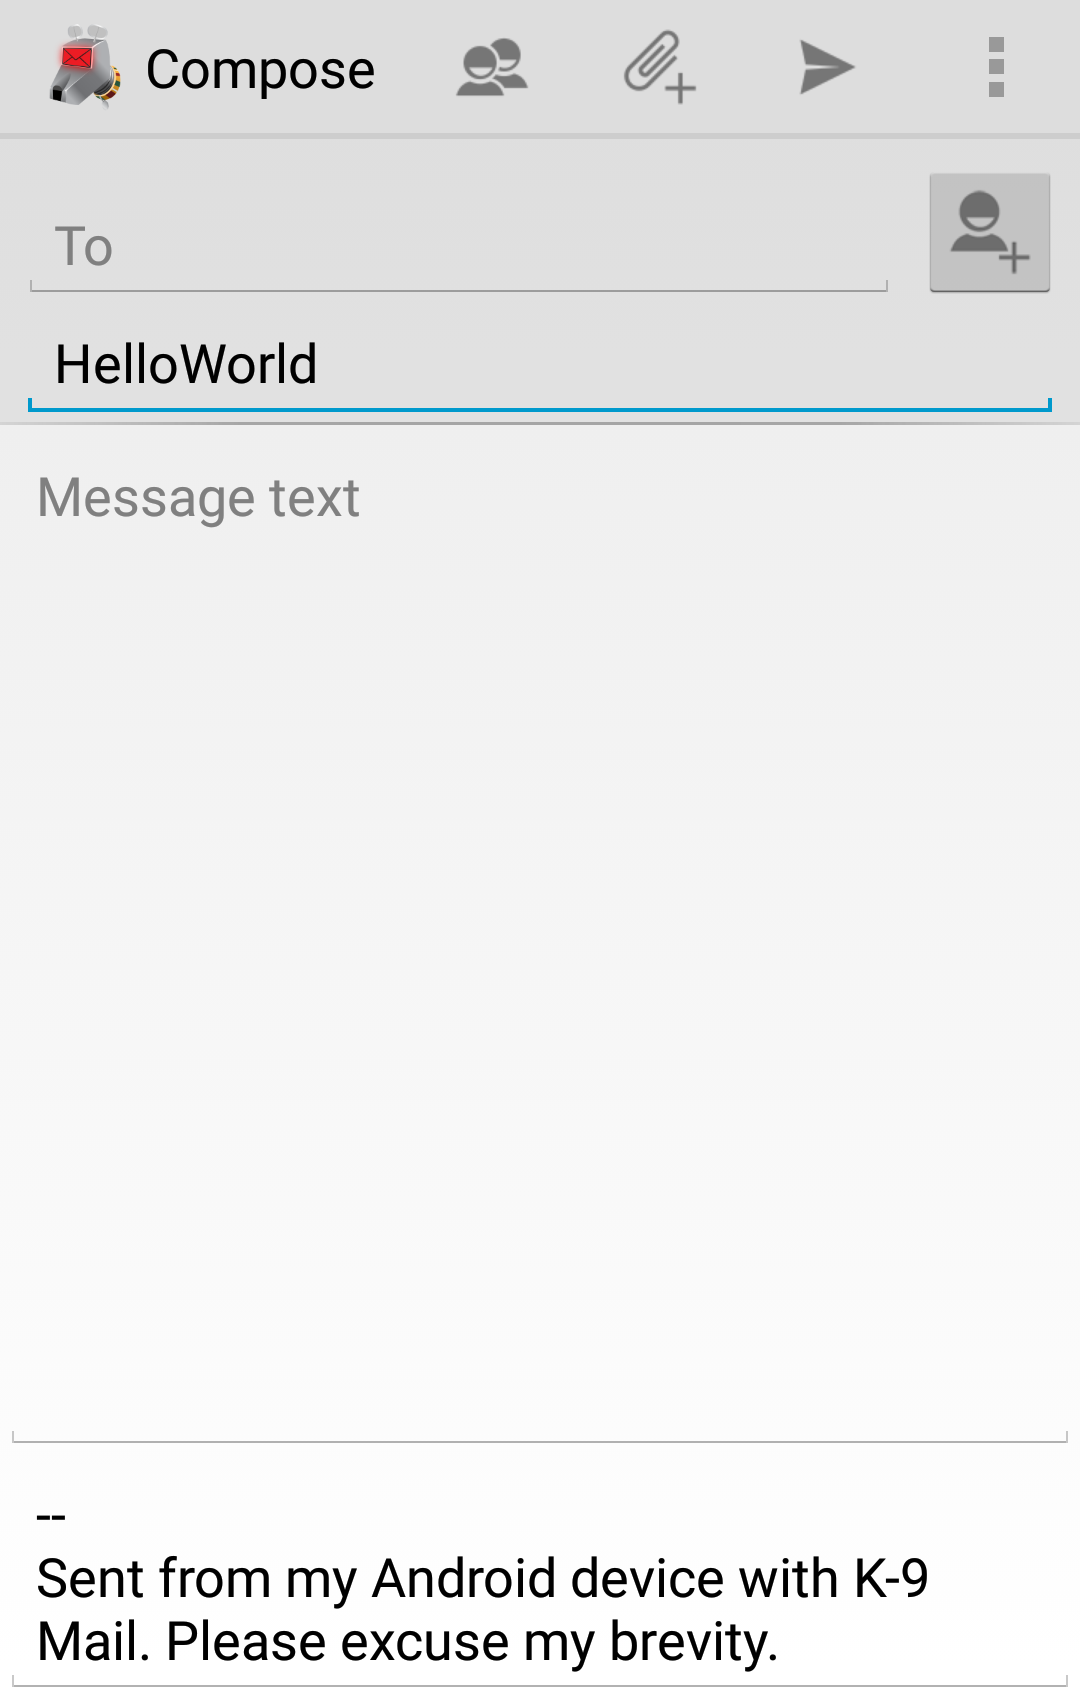 Compose
To
HelloWorld
Message text
--
Sent from my Android device with K-9
Mail. Please excuse my brevity.